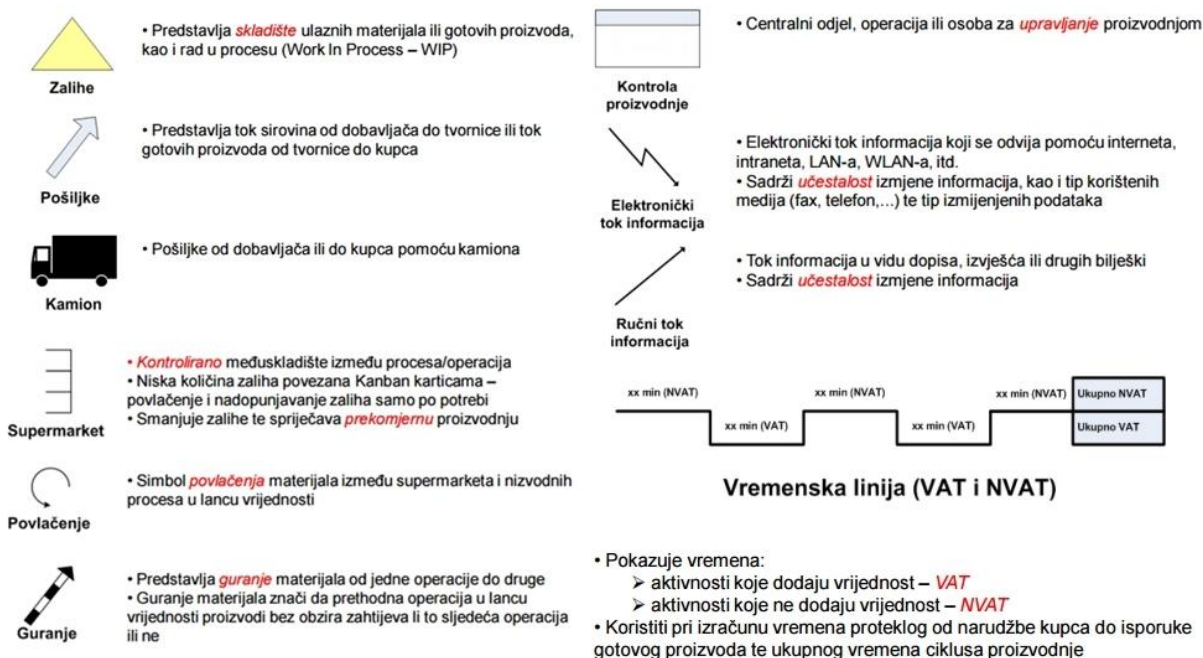 • Predstavlja skladište ulaznih materijala ili gotovih proizvoda,
kao i rad u procesu (Work In Process – WIP)
Zalihe
• Predstavlja tok sirovina od dobavljača do tvornice ili tok
gotovih proizvoda od tvornice do kupca
Pošiljke
• Pošiljke od dobavljača ili do kupca pomoću kamiona
Kamion
• Kontrolirano međuskladište između procesa/operacija
• Niska količina zaliha povezana Kanban karticama –
povlačenje i nadopunjavanje zaliha samo po potrebi
• Smanjuje zalihe te spriječava prekomjernu proizvodnju
Supermarket
• Simbol povlačenja materijala između supermarketa i nizvodnih
procesa u lancu vrijednosti
Povlačenje
• Predstavlja guranje materijala od jedne operacije do druge
• Guranje materijala znači da prethodna operacija u lancu
vrijednosti proizvodi bez obzira zahtijeva li to sljedeća operacija
ili ne
Guranje
• Centralni odjel, operacija ili osoba za upravljanje proizvodnjom
Kontrola
proizvodnje
• Elektronički tok informacija koji se odvija pomoću interneta,
intraneta, LAN-a, WLAN-a, itd.
• Sadrži učestalost izmjene informacija, kao i tip korištenih
medija (fax, telefon,...) te tip izmijenjenih podataka
Elektronički
tok informacija
• Tok informacija u vidu dopisa, izvješća ili drugih bilješki
• Sadrži učestalost izmjene informacija
Ručni tok
informacija
xx min (NVAT) xx min (NVAT) xx min (NVAT) Ukupno NVAT
xx min (VAT) xx min (VAT) Ukupno VAT
Vremenska linija (VAT i NVAT)
• Pokazuje vremena:
➢ aktivnosti koje dodaju vrijednost – VAT
➢ aktivnosti koje ne dodaju vrijednost – NVAT
• Koristiti pri izračunu vremena proteklog od narudžbe kupca do isporuke
gotovog proizvoda te ukupnog vremena ciklusa proizvodnje